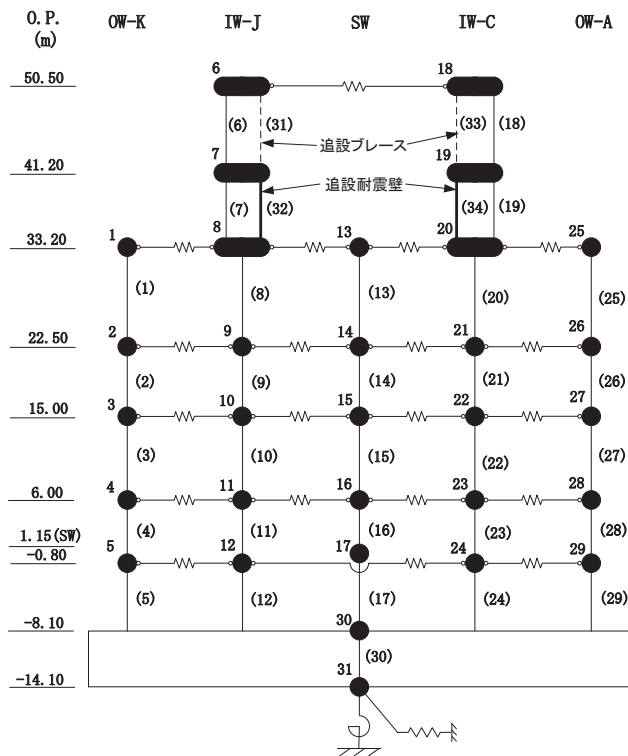 O.P. OW-K IW-J SW IW-C OW-A
(m)
50.50 6 18
(6) (31) (33) (18)
追設ブレース
41.20 7 19
追設耐震壁
(7) (32) (34) (19)
33.20 1 8 13 20 25
(1) (8) (13) (20) (25)
22.50 2 9 14 21 26
(2) (9) (14) (21) (26)
15.00 3 10 15 22 27
(3) (10) (15) (22) (27)
6.00 4 11 16 23 28
(4) (11) (16) (23) (28)
1.15(SW) 17
-0.80 5 12 24 29
(5) (12) (17) (24) (29)
-8.10 30
(30)
-14.10 31